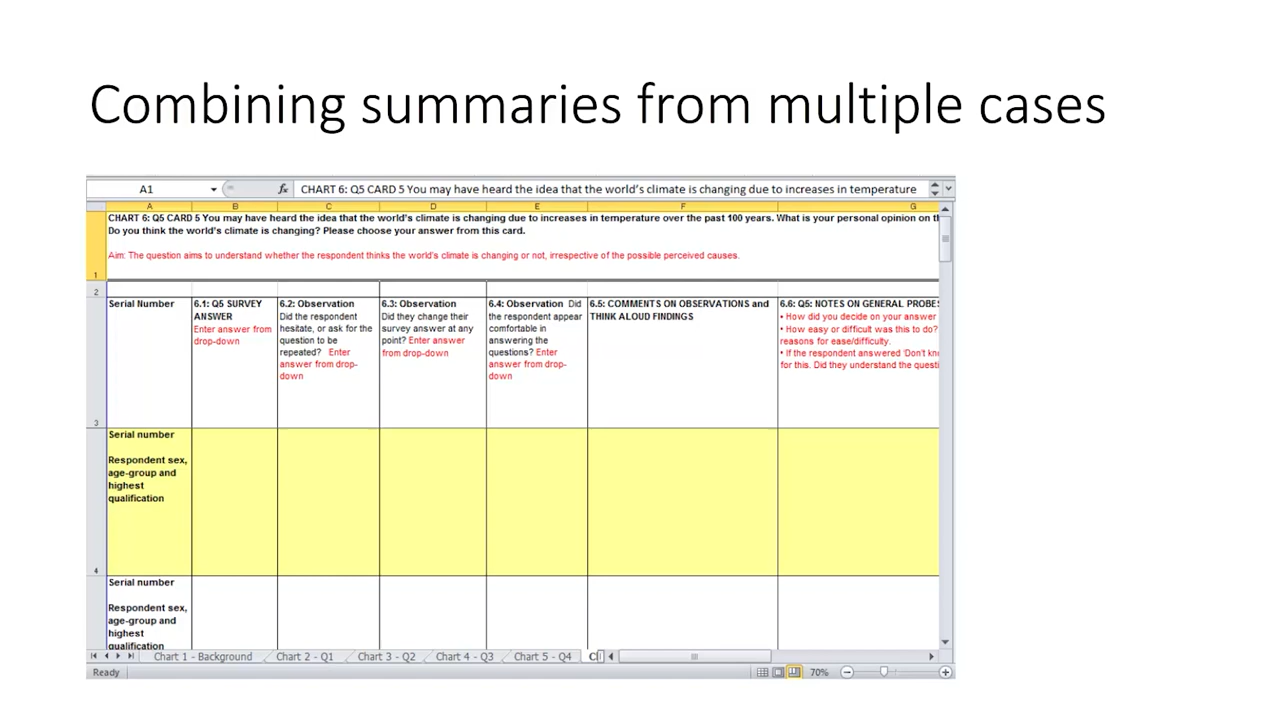 Combining summaries from multiple cases
A1
fx
CHART 6: Q5 CARD 5 You may have heard the idea that the world's climate is changing due to increases in temperature
A B C D E F G
CHART 6: Q5 CARD 5 You may have heard the idea that the world's climate is changing due to increases in temperature over the past 100 years. What is your personal opinion on
Do you think the world's climate is changing? Please choose your answer from this card.
Aim: The question aims to understand whether the respondent thinks the world's climate is changing or not, irrespective of the possible perceived causes.
1
2
Serial Number
6.1: Q5 SURVEY
ANSWER
Enter answer from
drop-down
6.2: Observation
Did the respondent
hesitate, or ask for the
question to be
repeated? Enter
answer from drop-
down
6.3: Observation
Did they change their
survey answer at any
point? Enter answer
from drop-down
6.4: Observation Did
the respondent appear
comfortable in
answering the
questions? Enter
answer from drop-
down
6.5: COMMENTS ON OBSERVATIONS and
THINK ALOUD FINDINGS
6.6: Q5: NOTES ON GENERAL PROBES
• How did you decide on your answer
• How easy or difficult was this to do?
reasons for ease/difficulty.
• If the respondent answered 'Don't kn
for this. Did they understand the questi
3
Serial number
Respondent sex,
age-group and
highest
qualification
4
Serial number
Respondent sex,
age-group and
highest
qualification
Chart 1 - Background Chart 2 - Q1 Chart 3 - Q2 Chart 4 - Q3 Chart 5 - Q4
Ready
70%